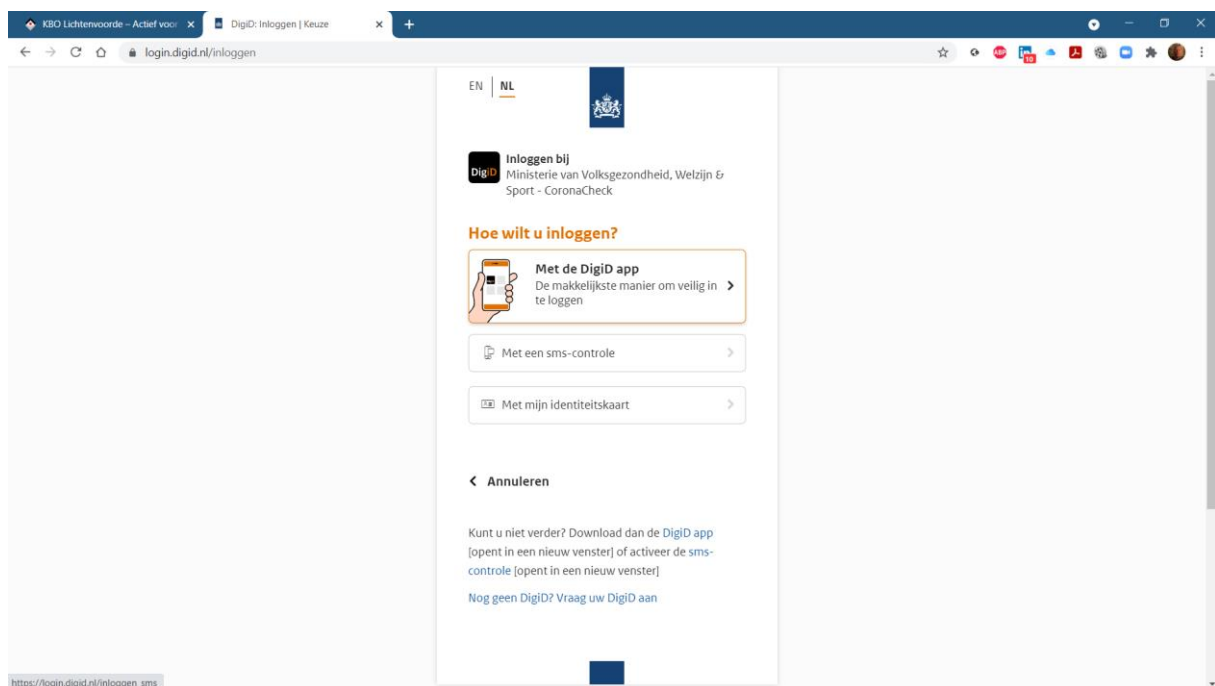 KBO Lichtenvoorde – Actief voor
DigiD: Inloggen | Keuze
login.digid.nl/inloggen
ABP
10
EN | NL
DigiD
Inloggen bij
Ministerie van Volksgezondheid, Welzijn &
Sport - CoronaCheck
Hoe wilt u inloggen?
Met de DigiD app
De makkelijkste manier om veilig in
te loggen
Met een sms-controle
Met mijn identiteitskaart
Annuleren
Kunt u niet verder? Download dan de DigiD app
[opent in een nieuw venster] of activeer de sms-
controle [opent in een nieuw venster]
Nog geen DigiD? Vraag uw DigiD aan
https://login.digid.nl/inloggen_sms